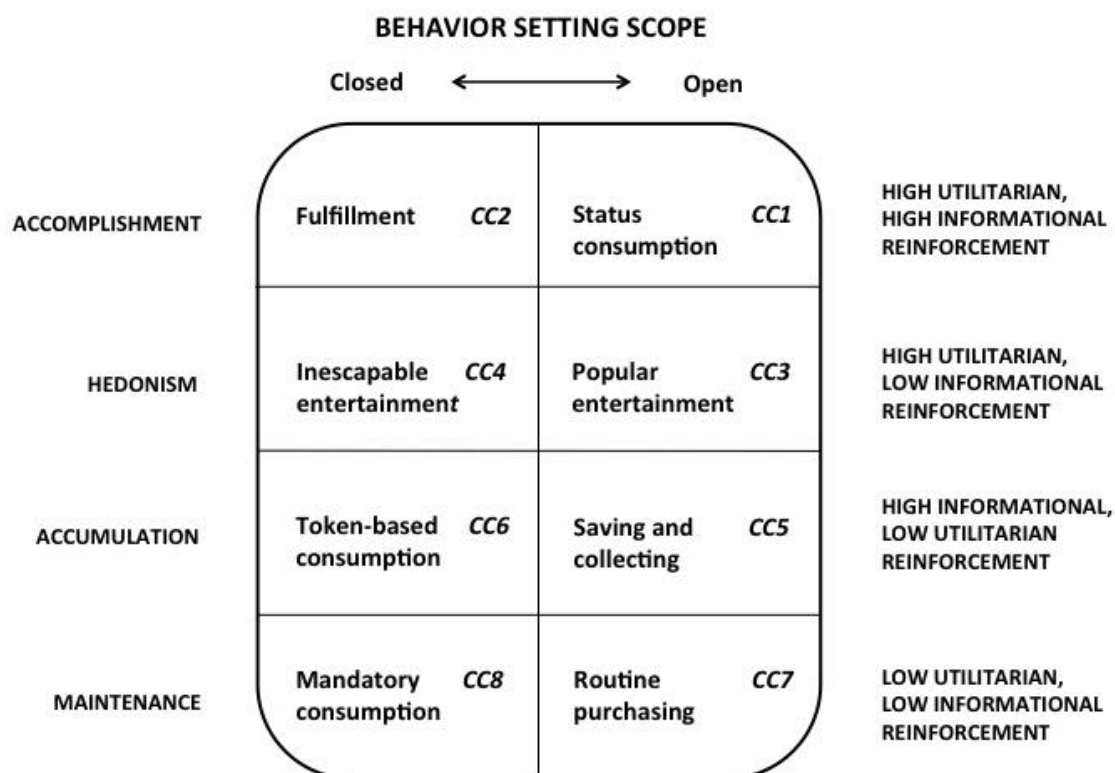 BEHAVIOR SETTING SCOPE
Closed Open
ACCOMPLISHMENT
Fulfillment CC2
Status CC1
consumption
HIGH UTILITARIAN,
HIGH INFORMATIONAL
REINFORCEMENT
HEDONISM
Inescapable CC4
entertainment
Popular CC3
entertainment
HIGH UTILITARIAN,
LOW INFORMATIONAL
REINFORCEMENT
ACCUMULATION
Token-based CC6
consumption
Saving and CC5
collecting
HIGH INFORMATIONAL,
LOW UTILITARIAN
REINFORCEMENT
MAINTENANCE
Mandatory CC8
consumption
Routine CC7
purchasing
LOW UTILITARIAN,
LOW INFORMATIONAL
REINFORCEMENT